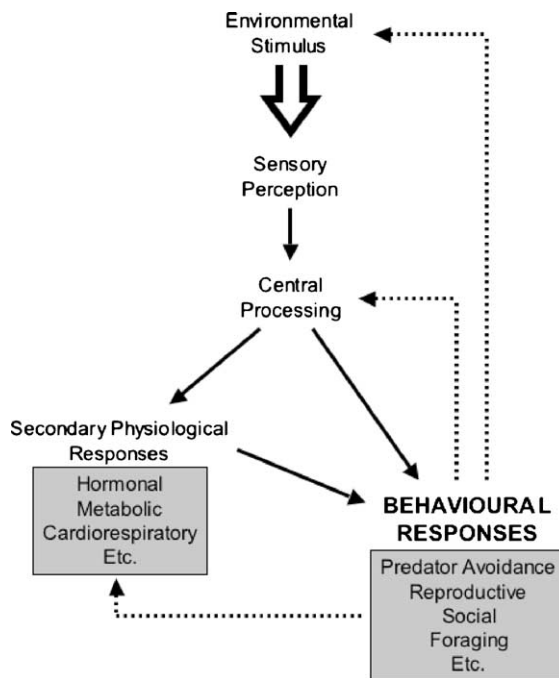 Environmental
Stimulus
Sensory
Perception
Central
Processing
Secondary Physiological
Responses
Hormonal
Metabolic
Cardiorespiratory
Etc.
BEHAVIOURAL
RESPONSES
Predator Avoidance
Reproductive
Social
Foraging
Etc.